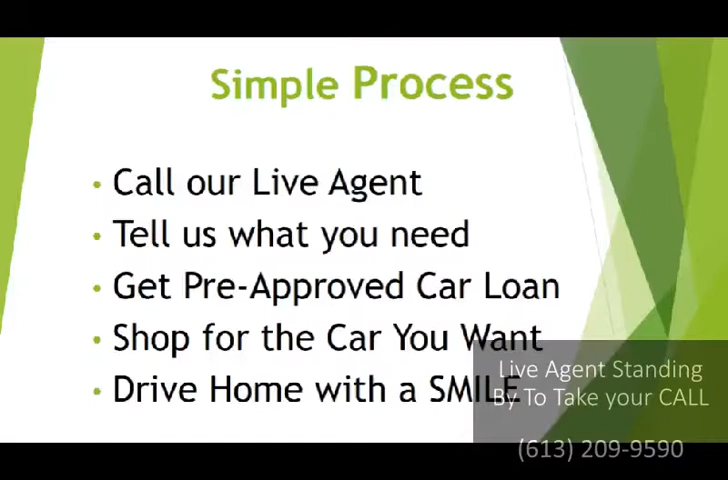 Simple Process
• Call our Live Agent
• Tell us what you need
• Get Pre-Approved Car Loan
• Shop for the Car You Want
• Drive Home with a SMILE
Live Agent Standing
By To Take your CALL
(613) 209-9590